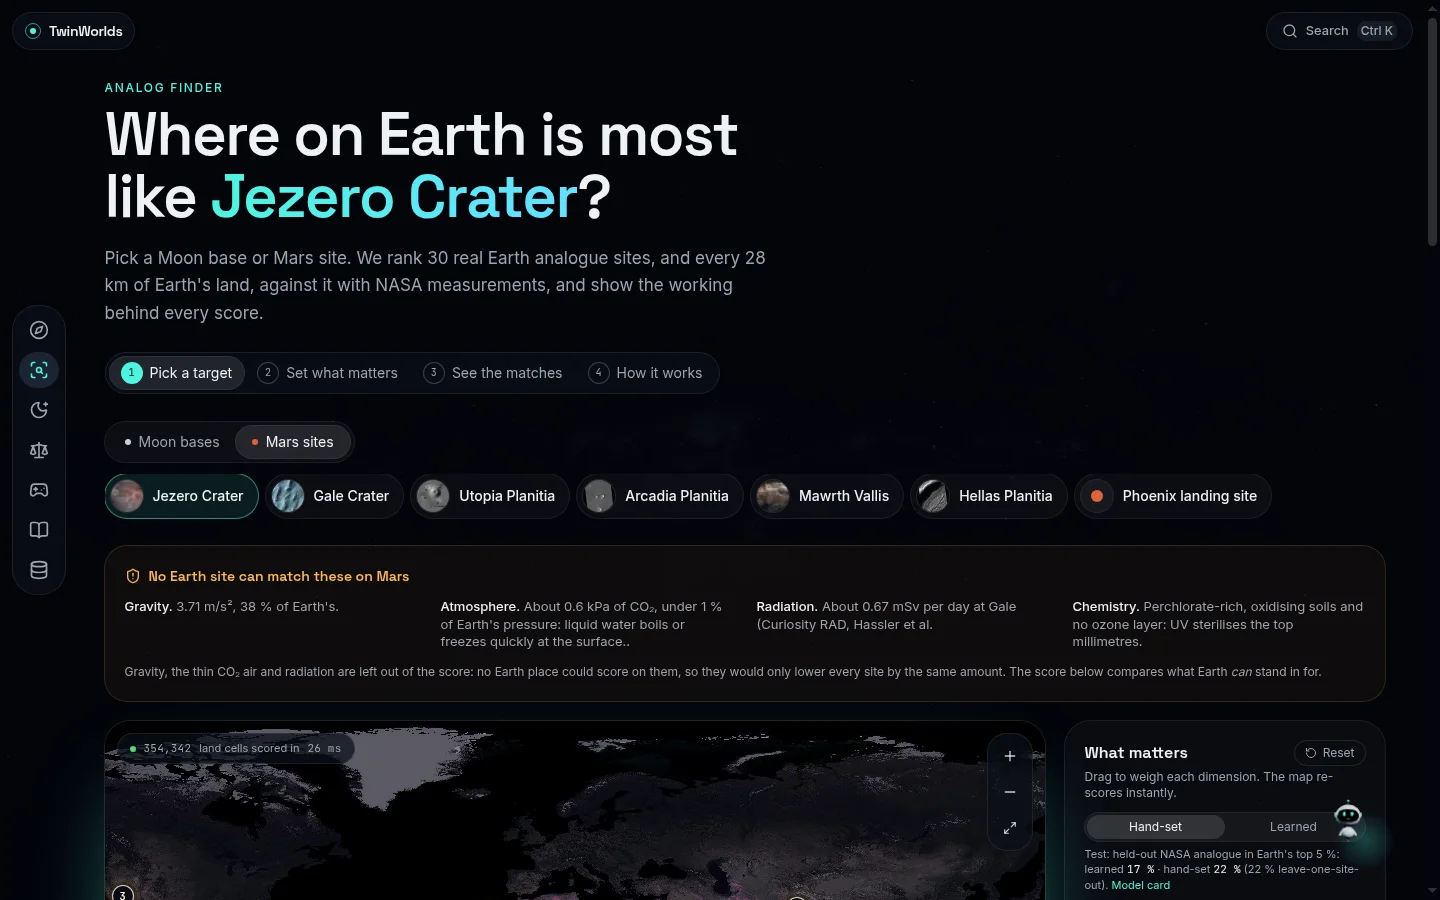 TwinWorlds
Search Ctrl K
ANALOG FINDER
Where on Earth is most
like Jezero Crater?
Pick a Moon base or Mars site. We rank 30 real Earth analogue sites, and every 28
km of Earth's land, against it with NASA measurements, and show the working
behind every score.
1 Pick a target
2 Set what matters
3 See the matches
4 How it works
Moon bases
Mars sites
Jezero Crater
Gale Crater
Utopia Planitia
Arcadia Planitia
Mawrth Vallis
Hellas Planitia
Phoenix landing site
No Earth site can match these on Mars
Gravity. 3.71 m/s², 38 % of Earth's.
Atmosphere. About 0.6 kPa of CO₂, under 1 %
of Earth's pressure: liquid water boils or
freezes quickly at the surface..
Radiation. About 0.67 mSv per day at Gale
(Curiosity RAD, Hassler et al.
Chemistry. Perchlorate-rich, oxidising soils and
no ozone layer: UV sterilises the top
millimetres.
Gravity, the thin CO₂ air and radiation are left out of the score: no Earth place could score on them, so they would only lower every site by the same amount. The score below compares what Earth can stand in for.
354,342 land cells scored in 26 ms
3
What matters
Reset
Drag to weigh each dimension. The map re-
scores instantly.
Hand-set
Learned
Test: held-out NASA analogue in Earth's top 5 %:
learned 17 % · hand-set 22 % (22 % leave-one-site-
out). Model card